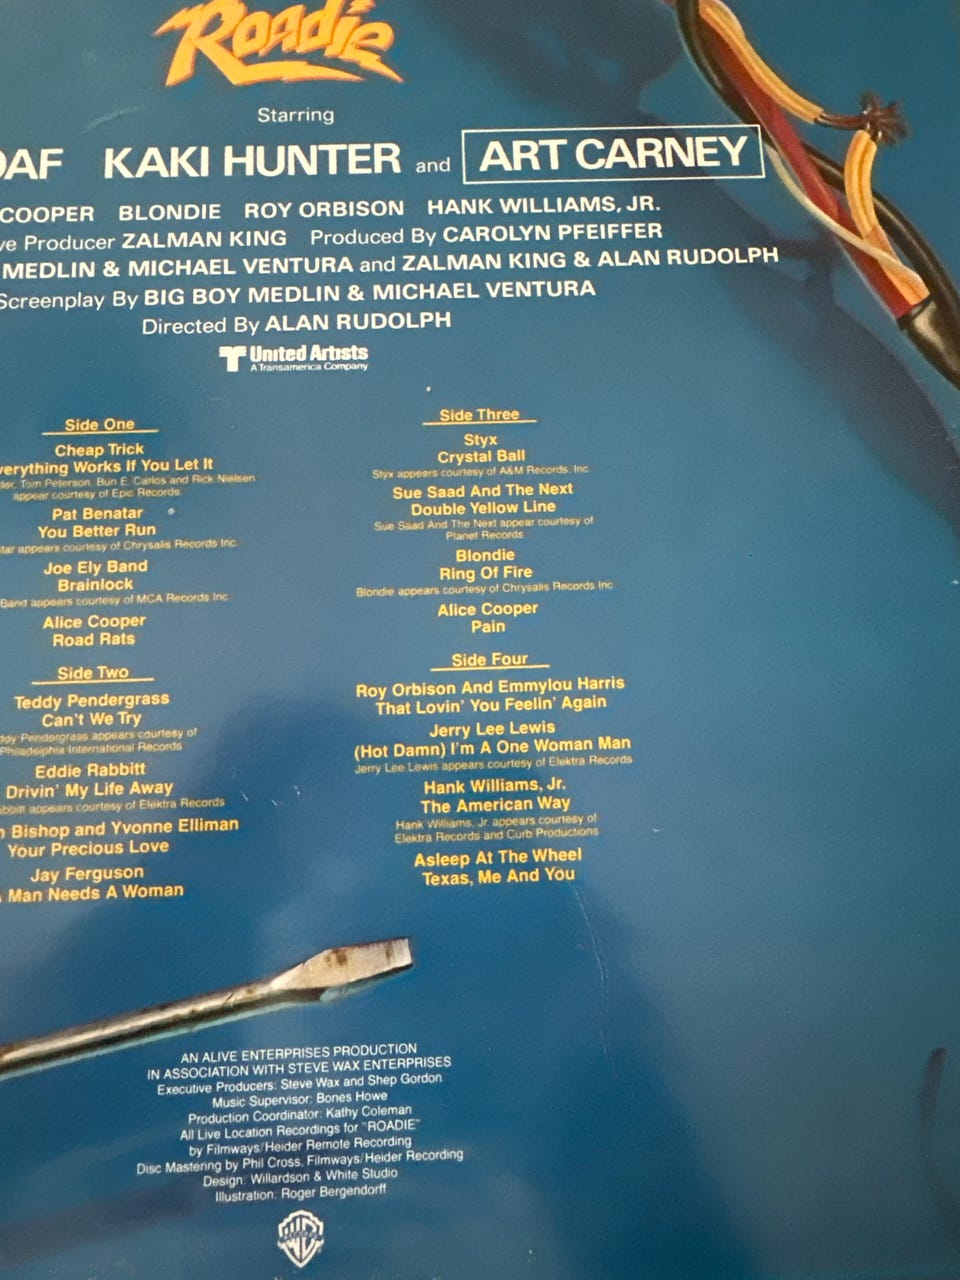 Roadie
Starring
OAF KAKI HUNTER and ART CARNEY
COOPER BLONDIE ROY ORBISON HANK WILLIAMS, JR.
ve Producer ZALMAN KING Produced By CAROLYN PFEIFFER
MEDLIN & MICHAEL VENTURA and ZALMAN KING & ALAN RUDOLPH
Screenplay By BIG BOY MEDLIN & MICHAEL VENTURA
Directed By ALAN RUDOLPH
United Artists
A Transamerica Company
Side One
Cheap Trick
verything Works If You Let It
der, Tom Peterson, Bun E. Carlos and Rick Nielsen
appear courtesy of Epic Records
Pat Benatar
You Better Run
tar appears courtesy of Chrysalis Records Inc.
Joe Ely Band
Brainlock
Band appears courtesy of MCA Records Inc.
Alice Cooper
Road Rats
Side Two
Teddy Pendergrass
Can't We Try
ddy Pendergrass appears courtesy of
Philadelphia International Records
Eddie Rabbitt
Drivin' My Life Away
abbitt appears courtesy of Elektra Records
n Bishop and Yvonne Elliman
Your Precious Love
Jay Ferguson
Man Needs A Woman
Side Three
Styx
Crystal Ball
Styx appears courtesy of A&M Records, Inc.
Sue Saad And The Next
Double Yellow Line
Sue Saad And The Next appear courtesy of
Planet Records
Blondie
Ring Of Fire
Blondie appears courtesy of Chrysalis Records Inc.
Alice Cooper
Pain
Side Four
Roy Orbison And Emmylou Harris
That Lovin' You Feelin' Again
Jerry Lee Lewis
(Hot Damn) I'm A One Woman Man
Jerry Lee Lewis appears courtesy of Elektra Records
Hank Williams, Jr.
The American Way
Hank Williams, Jr. appears courtesy of
Elektra Records and Curb Productions
Asleep At The Wheel
Texas, Me And You
AN ALIVE ENTERPRISES PRODUCTION
IN ASSOCIATION WITH STEVE WAX ENTERPRISES
Executive Producers: Steve Wax and Shep Gordon
Music Supervisor: Bones Howe
Production Coordinator: Kathy Coleman
All Live Location Recordings for "ROADIE"
by Filmways/Heider Remote Recording
Disc Mastering by Phil Cross, Filmways/Heider Recording
Design: Willardson & White Studio
Illustration: Roger Bergendorff